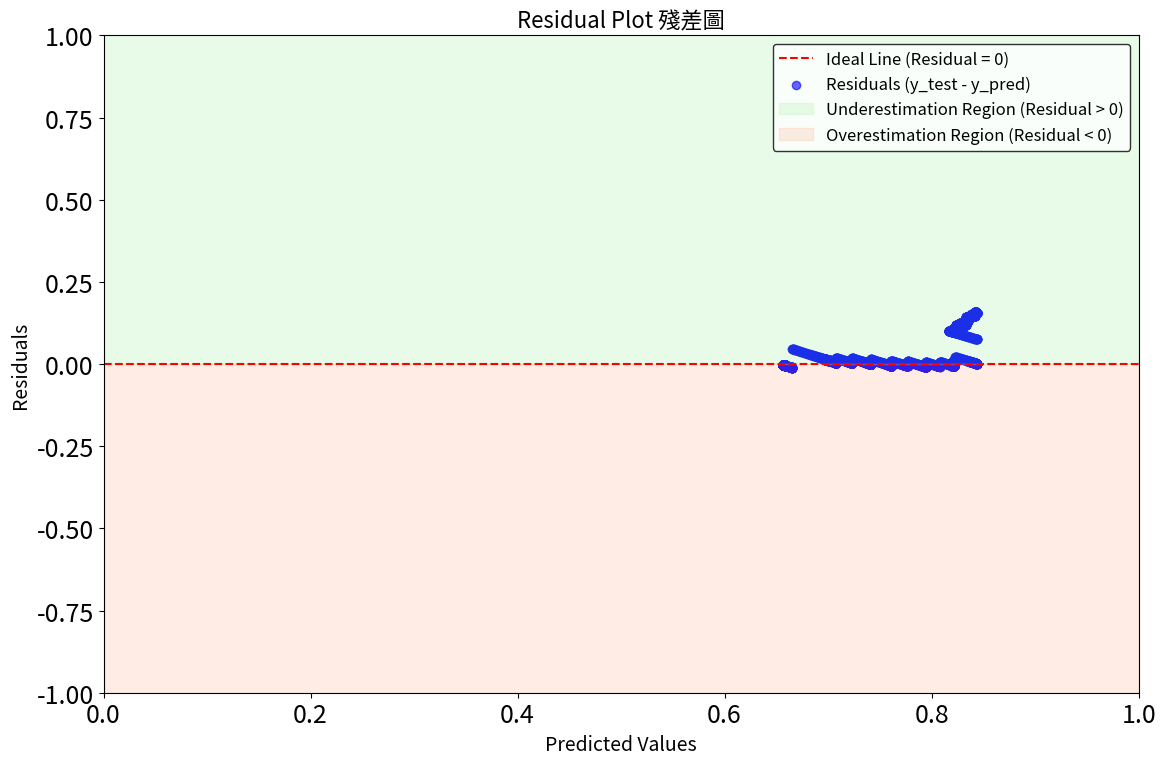 Residual Plot 殘差圖
Ideal Line (Residual = 0)
Residuals (y_test - y_pred)
Underestimation Region (Residual > 0)
Overestimation Region (Residual < 0)
Residuals
1.00
0.75
0.50
0.25
0.00
-0.25
-0.50
-0.75
-1.00
0.0
0.2
0.4
0.6
0.8
1.0
Predicted Values